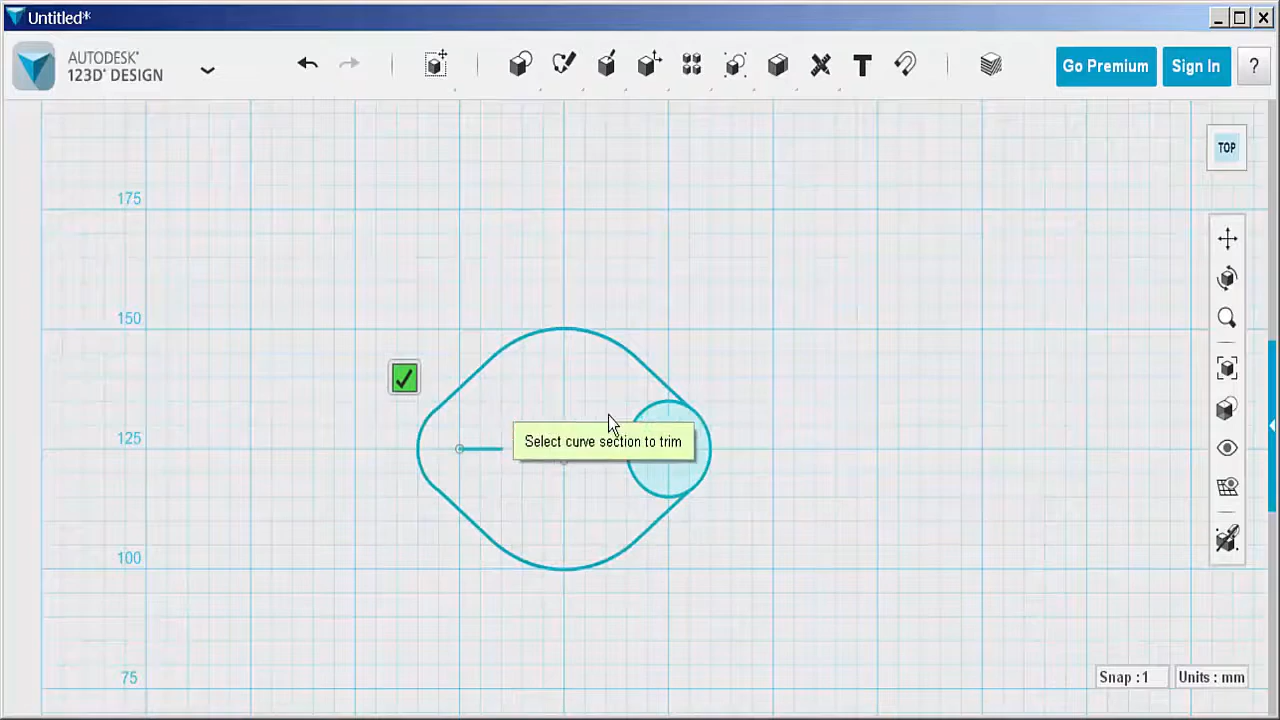 Untitled*
AUTODESK®
123D® DESIGN
T
Go Premium
Sign In
?
TOP
175
150
125
100
75
Select curve section to trim
Snap : 1
Units : mm